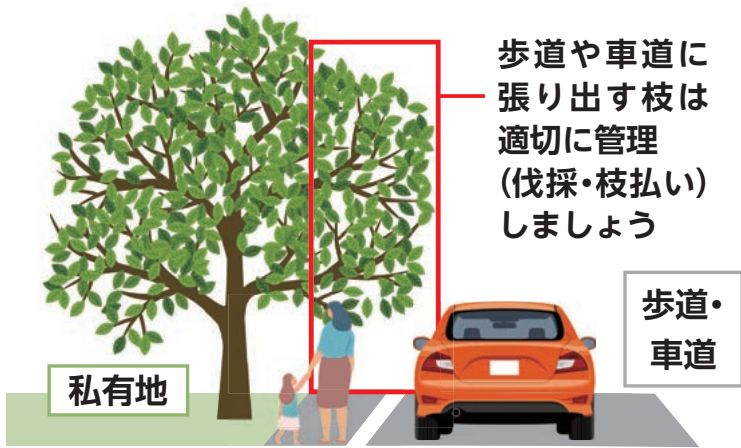 歩道や車道に
張り出す枝は
適切に管理
(伐採・枝払い)
しましょう
歩道・
車道
私有地